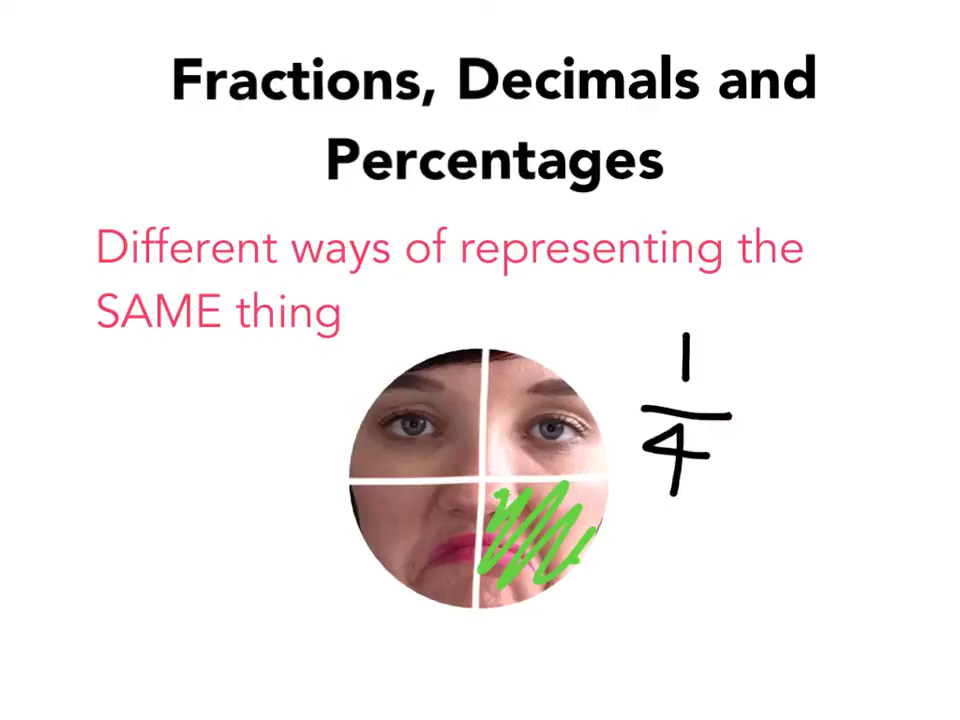 Fractions, Decimals and
Percentages
Different ways of representing the
SAME thing
1
4